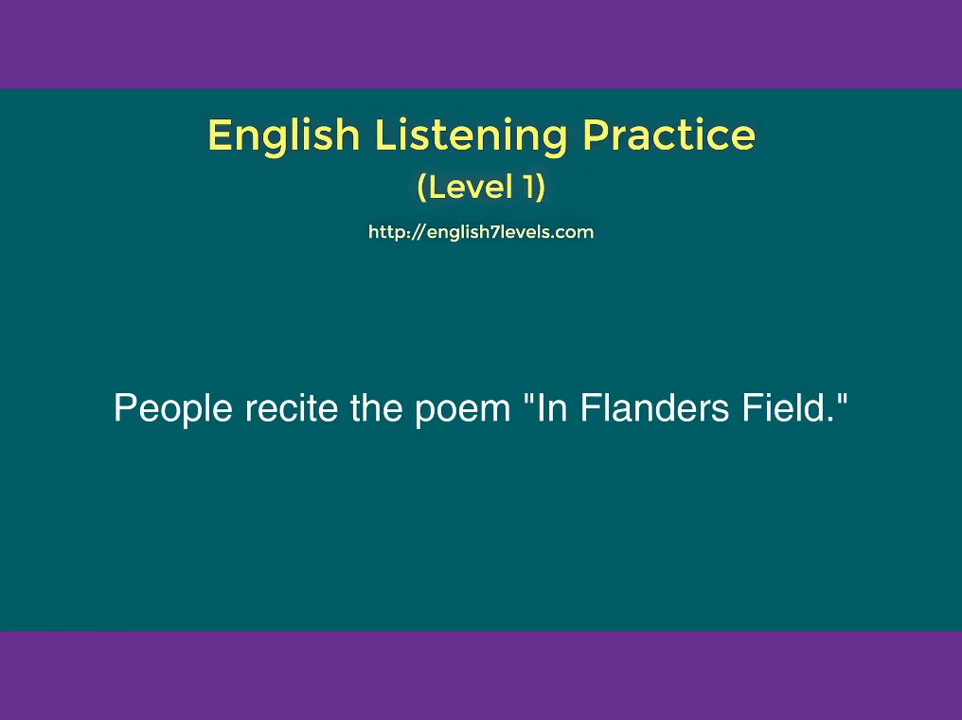 English Listening Practice
(Level 1)
http://english7levels.com
People recite the poem "In Flanders Field."